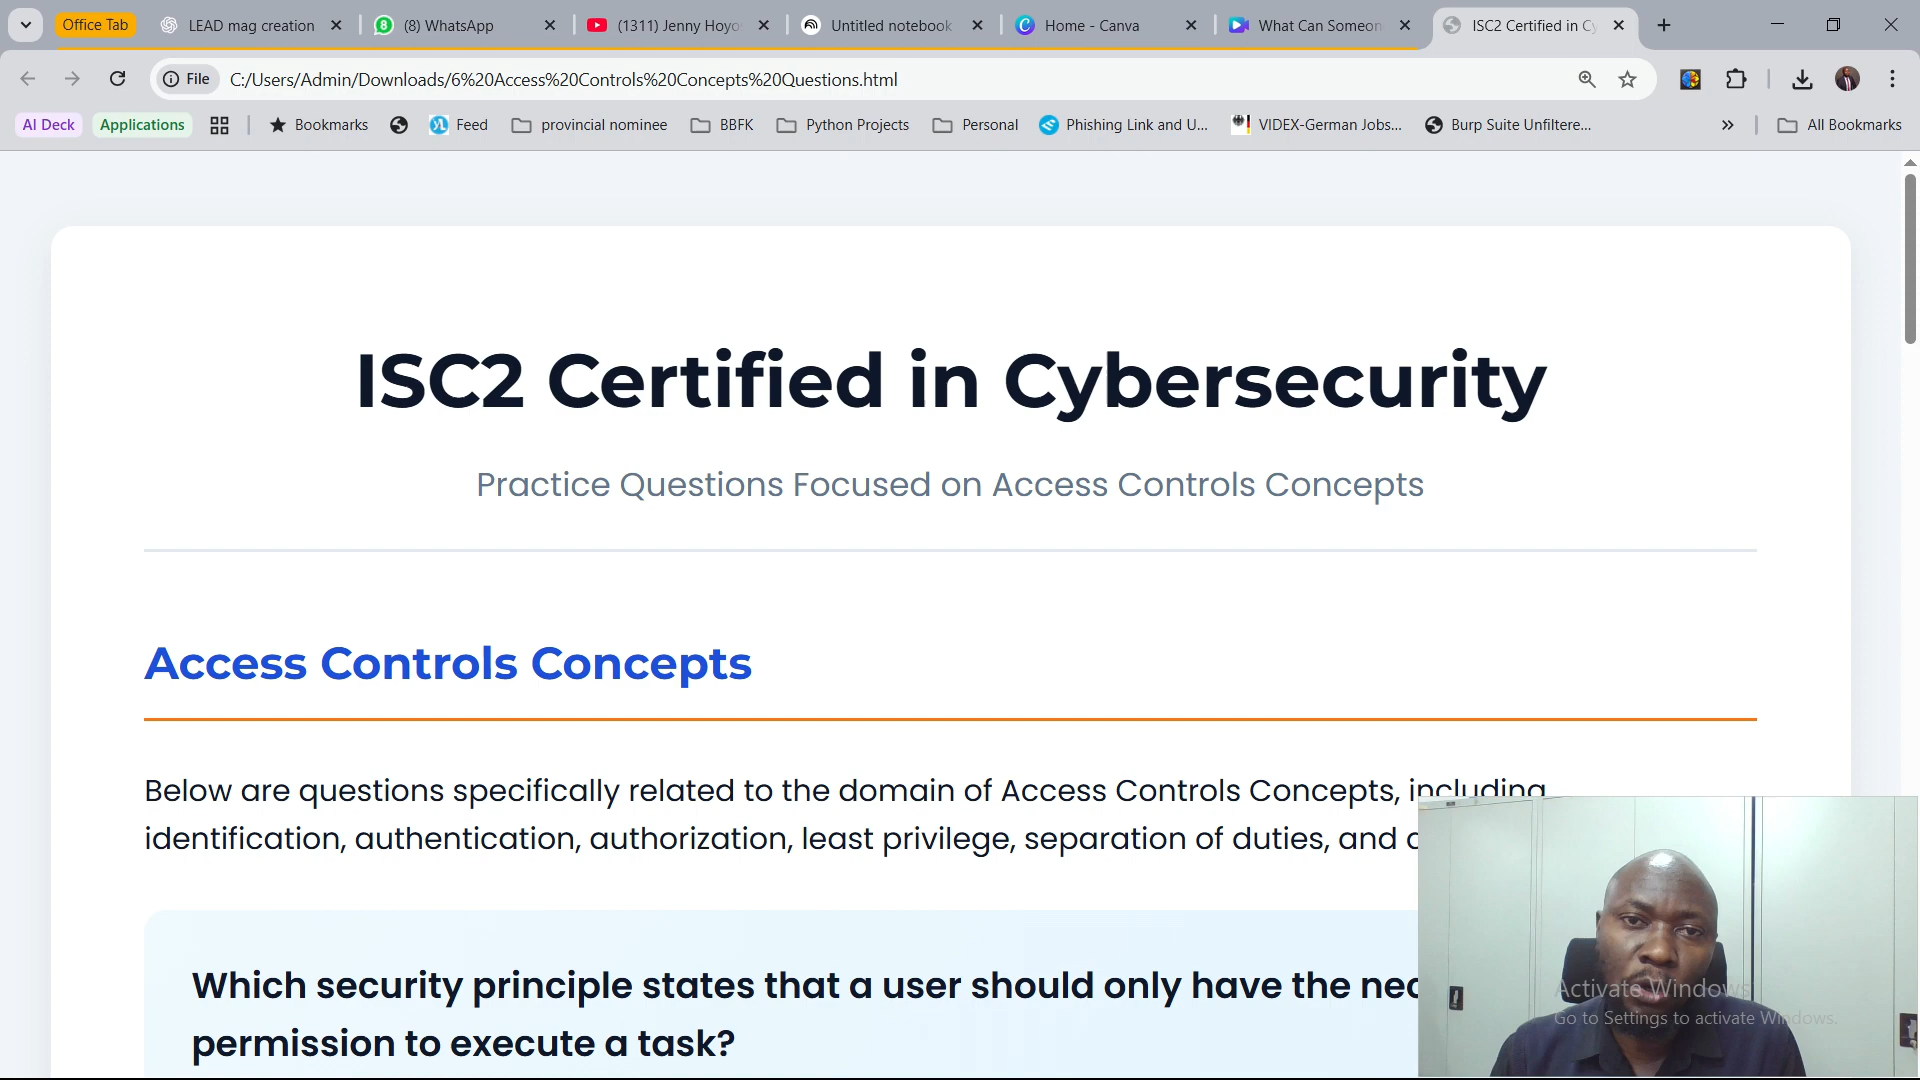 Office Tab
LEAD mag creation
(8) WhatsApp
(1311) Jenny Hoyo
Untitled notebook
Home - Canva
What Can Someon
ISC2 Certified in Cy
File
C:/Users/Admin/Downloads/6%20Access%20Controls%20Concepts%20Questions.html
AI Deck
Applications
Bookmarks
Feed
provincial nominee
BBFK
Python Projects
Personal
Phishing Link and U...
VIDEX-German Jobs...
Burp Suite Unfiltere...
All Bookmarks
ISC2 Certified in Cybersecurity
Practice Questions Focused on Access Controls Concepts
Access Controls Concepts
Below are questions specifically related to the domain of Access Controls Concepts, including
identification, authentication, authorization, least privilege, separation of duties, and
Which security principle states that a user should only have the
permission to execute a task?
Activate Windows
Go to Settings to activate Windows.